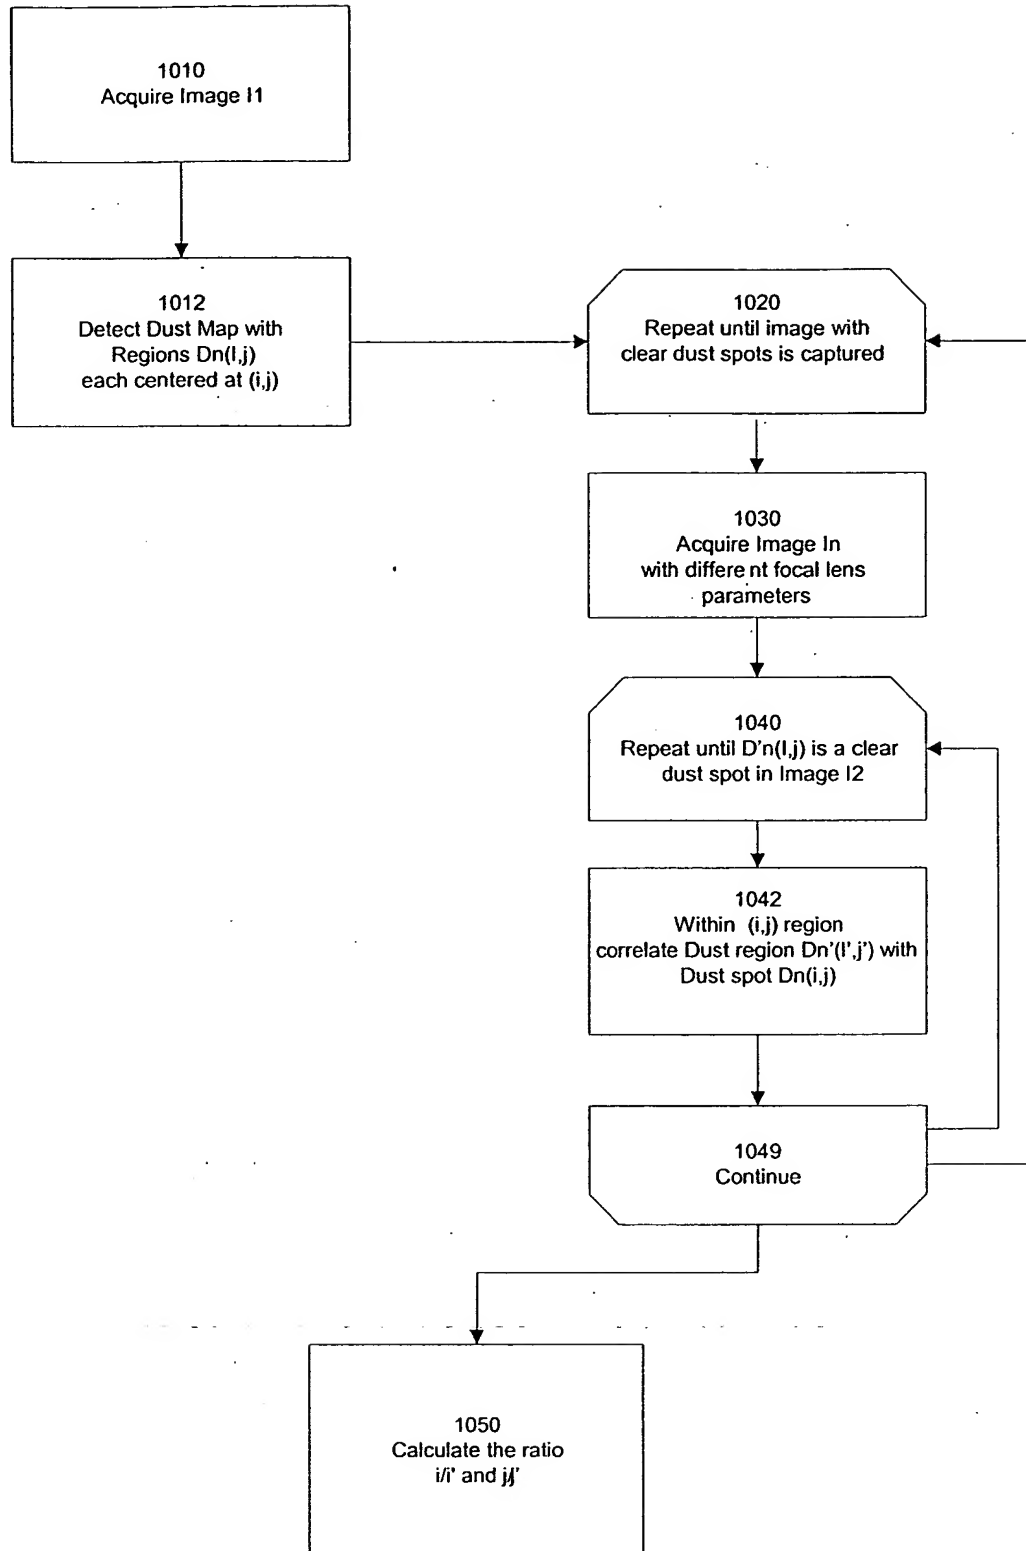 1010
Acquire Image I1
1012
Detect Dust Map with
Regions Dn(I,j)
each centered at (i,j)
1020
Repeat until image with
clear dust spots is captured
1030
Acquire Image In
with different focal lens
parameters
1040
Repeat until D'n(I,j) is a clear
dust spot in Image I2
1042
Within (i,j) region
correlate Dust region Dn'(I',j') with
Dust spot Dn(i,j)
1049
Continue
1050
Calculate the ratio
i/i' and j/j'